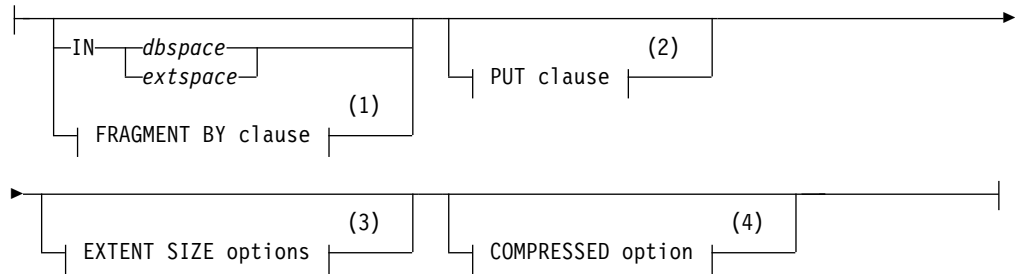 IN dbspace
extspace
(1)
FRAGMENT BY clause
(2)
PUT clause
(3)
EXTENT SIZE options
(4)
COMPRESSED option